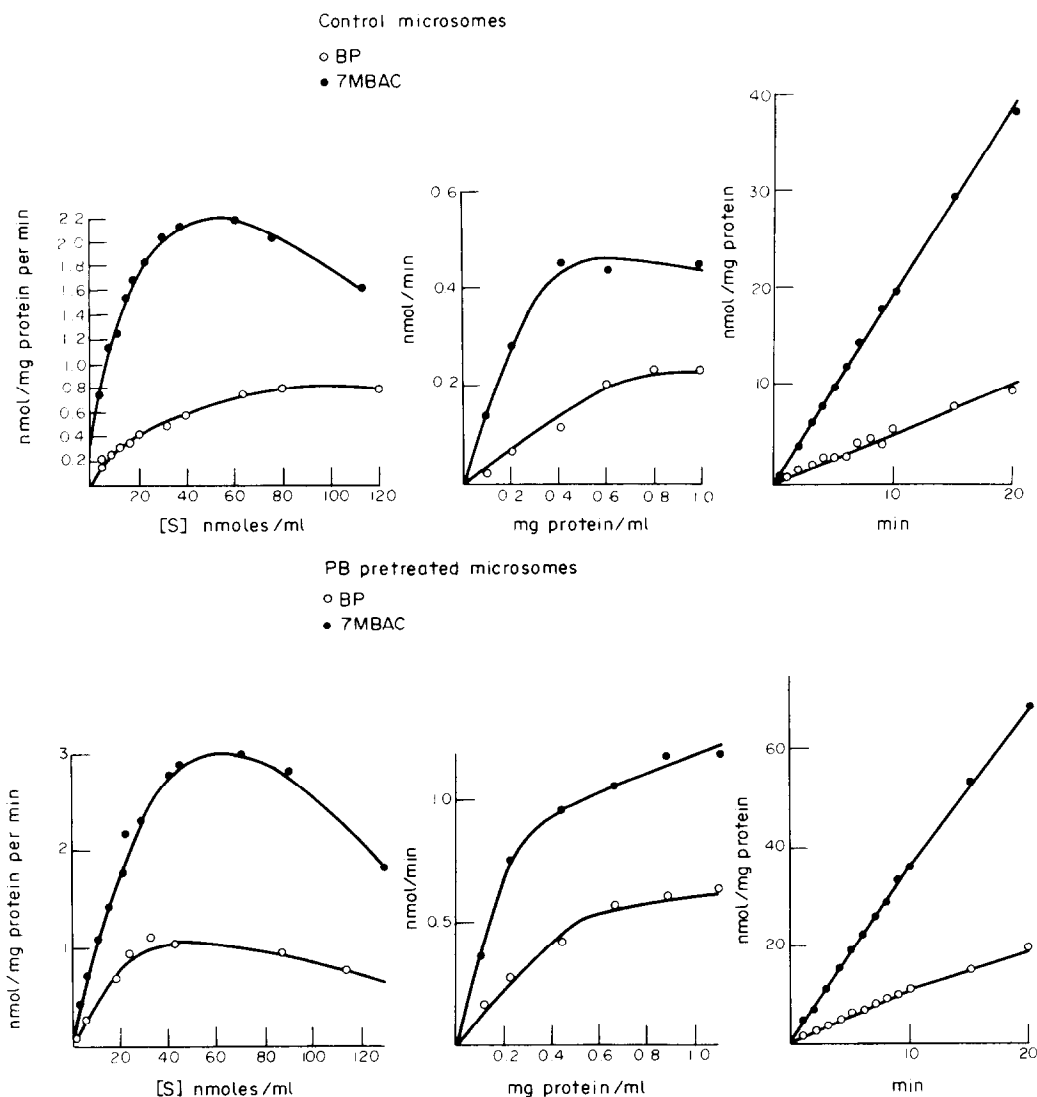 Control microsomes
○ BP
● 7MBAC
nmol/mg protein per min
2.2
2.0
1.8
1.6
1.4
1.2
1.0
0.8
0.6
0.4
0.2
20 40 60 80 100 120
[S] nmoles/ml
nmol/min
0.6
0.4
0.2
0.2 0.4 0.6 0.8 1.0
mg protein/ml
nmol/mg protein
40
30
20
10
10 20
min
PB pretreated microsomes
○ BP
● 7MBAC
nmol/mg protein per min
3
2
1
20 40 60 80 100 120
[S] nmoles/ml
nmol/min
1.0
0.5
0.2 0.4 0.6 0.8 1.0
mg protein/ml
nmol/mg protein
60
40
20
10 20
min